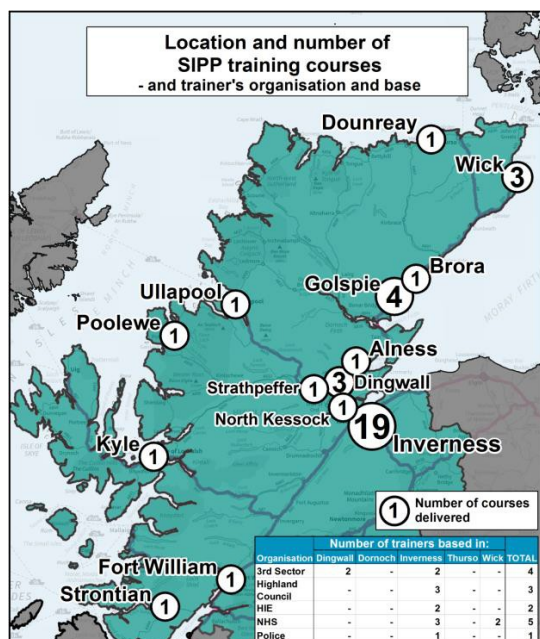 Location and number of
SIPP training courses
- and trainer's organisation and base
Dounreay
1
Wick
3
Brora
1
Golspie
4
Ullapool
1
Poolewe
1
Alness
1
Strathpeffer
1
3
Dingwall
North Kessock
1
19
Inverness
Kyle
1
1
Number of courses
delivered
Fort William
1
Strontian
1
Number of trainers based in:
Organisation Dingwall Dornoch Inverness Thurso Wick TOTAL
3rd Sector 2 - 2 - - 4
Highland
Council - - 3 - - 3
HIE - - 2 - - 2
NHS - - 3 - 2 5
Police - - 1 - - 1